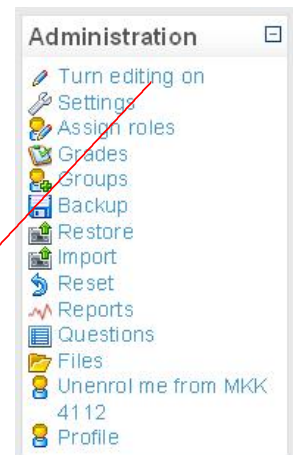 Administration
Turn editing on
Settings
Assign roles
Grades
Groups
Backup
Restore
Import
Reset
Reports
Questions
Files
Unenrol me from MKK
4112
Profile